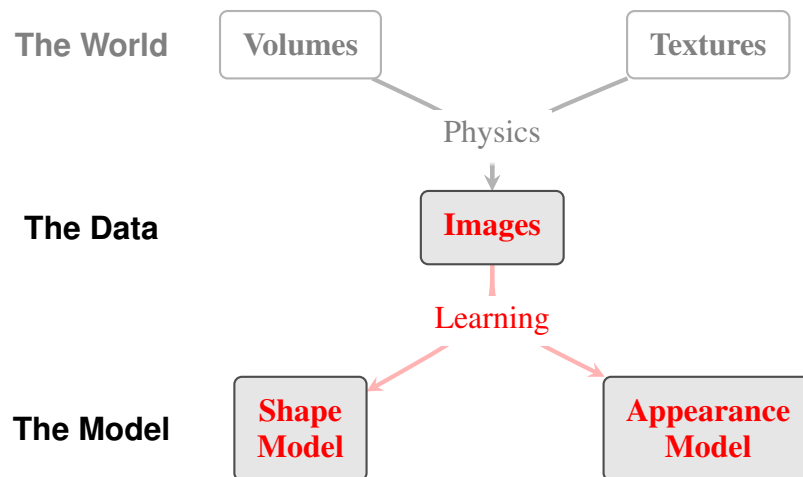 The World
Volumes
Textures
Physics
The Data
Images
Learning
The Model
Shape
Model
Appearance
Model